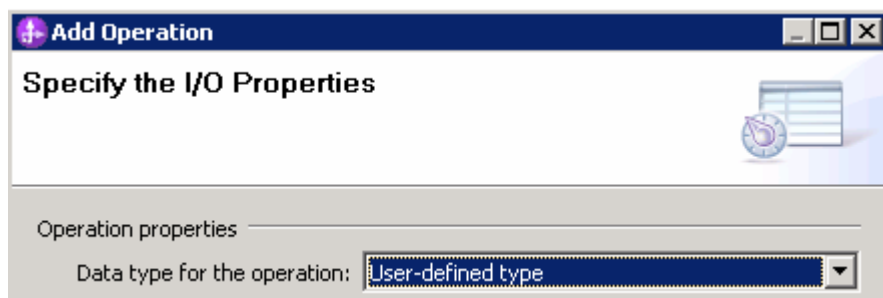 Add Operation
Specify the I/O Properties
Operation properties
Data type for the operation: User-defined type